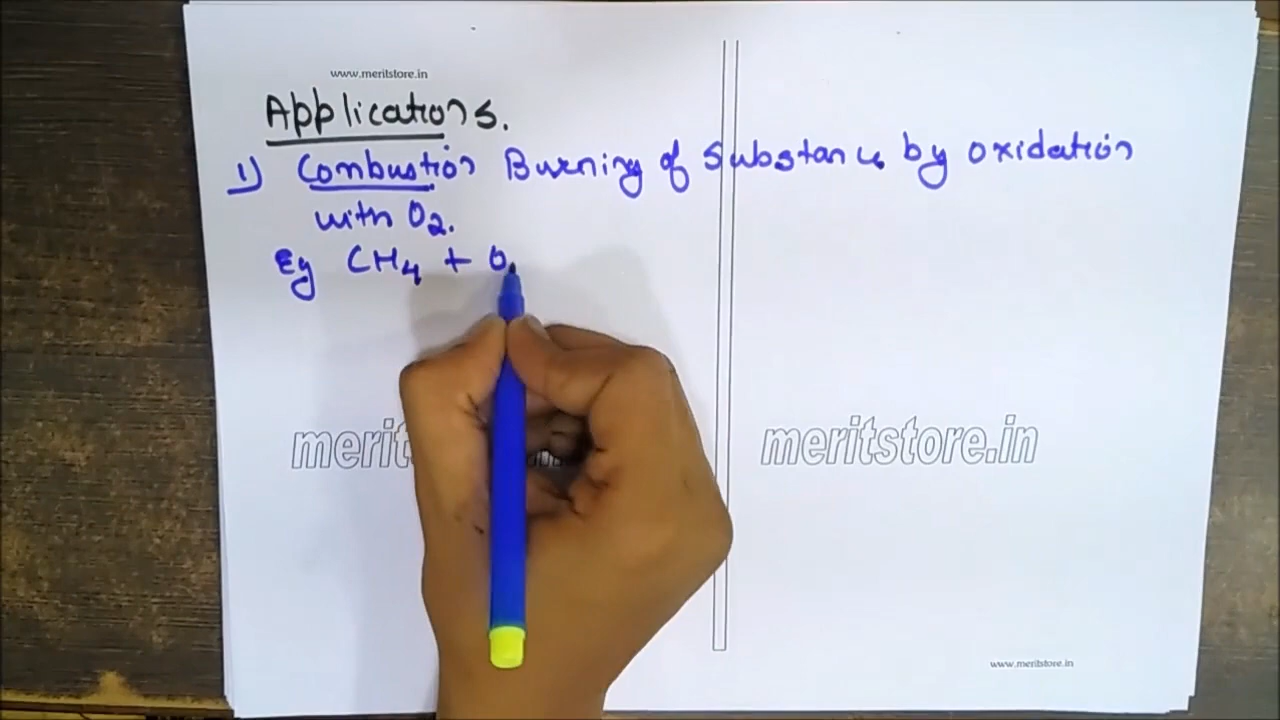 www.meritstore.in
Applications.
1) Combustion Burning of substance by oxidation
with O2.
Eg CH4 + O
merit
meritstore.in
www.meritstore.in